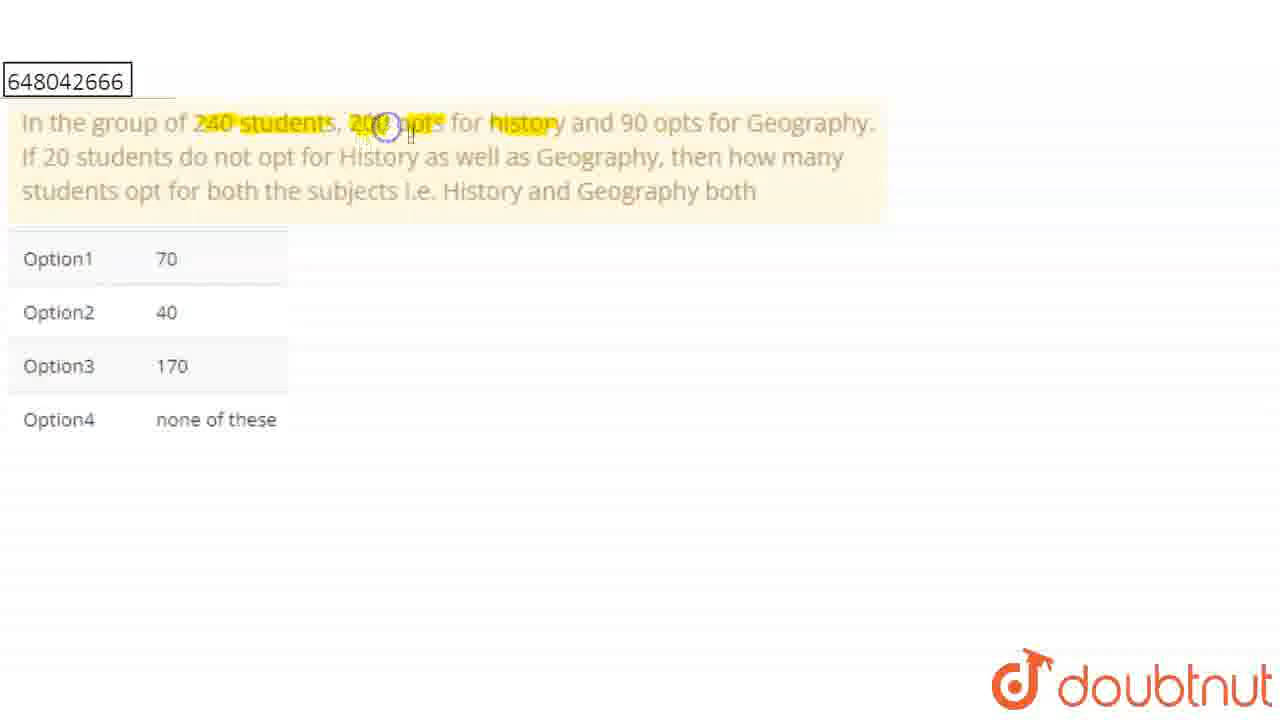 648042666
In the group of 240 students, 200 opts for history and 90 opts for Geography.
If 20 students do not opt for History as well as Geography, then how many
students opt for both the subjects i.e. History and Geography both
Option1 70
Option2 40
Option3 170
Option4 none of these
doubtnut